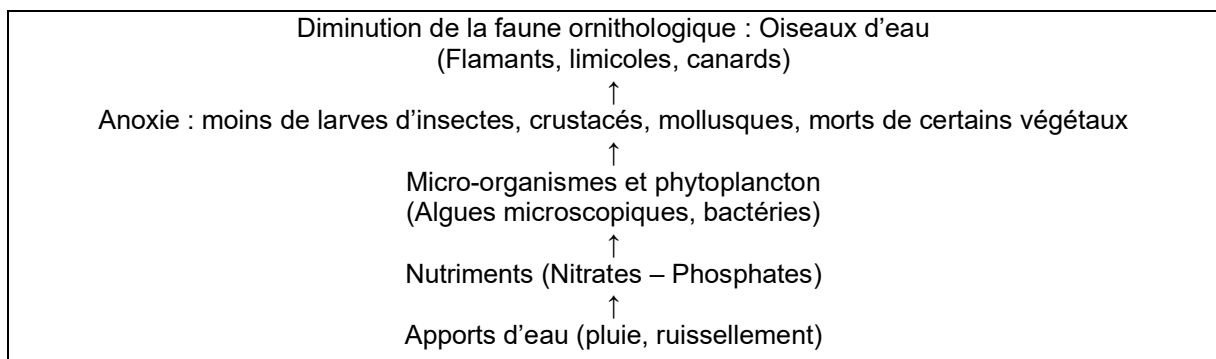 Diminution de la faune ornithologique : Oiseaux d’eau
(Flamants, limicoles, canards)
↑
Anoxie : moins de larves d’insectes, crustacés, mollusques, morts de certains végétaux
↑
Micro-organismes et phytoplancton
(Algues microscopiques, bactéries)
↑
Nutriments (Nitrates – Phosphates)
↑
Apports d’eau (pluie, ruissellement)